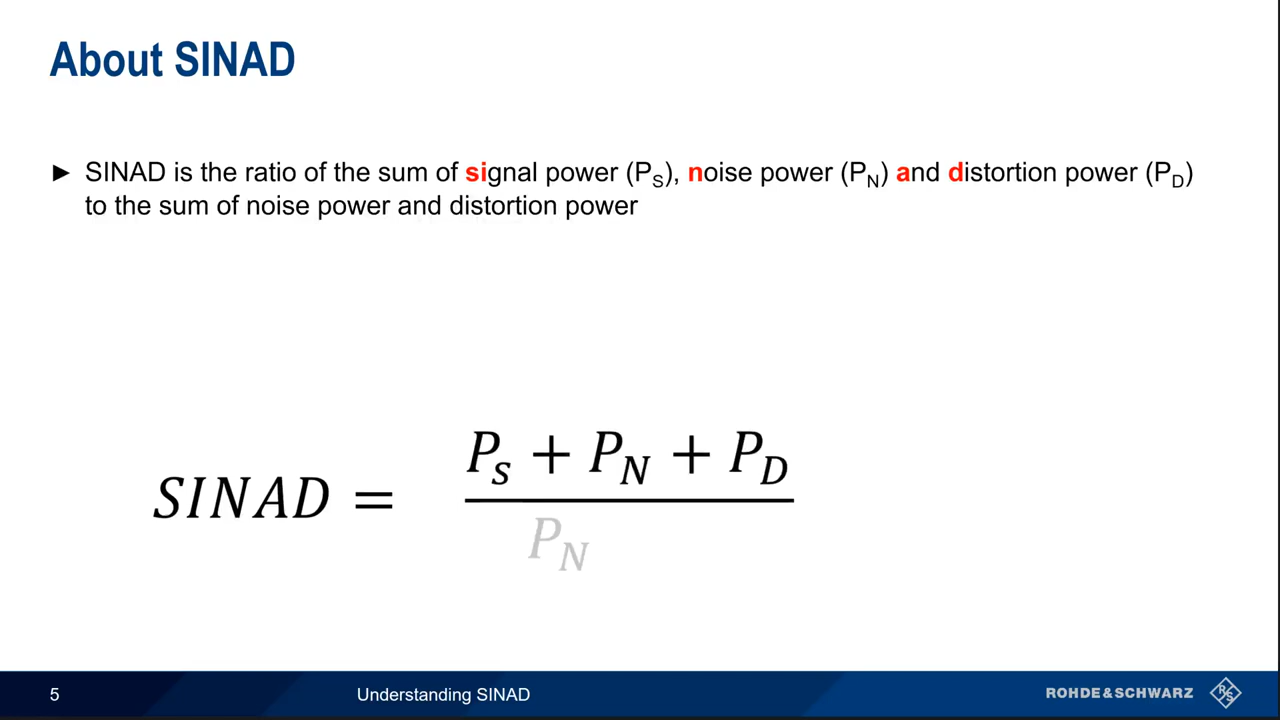 About SINAD
► SINAD is the ratio of the sum of signal power (P_S), noise power (P_N) and distortion power (P_D)
to the sum of noise power and distortion power
P_s + P_N + P_D
SINAD =
P_N
5 Understanding SINAD ROHDE&SCHWARZ R&S